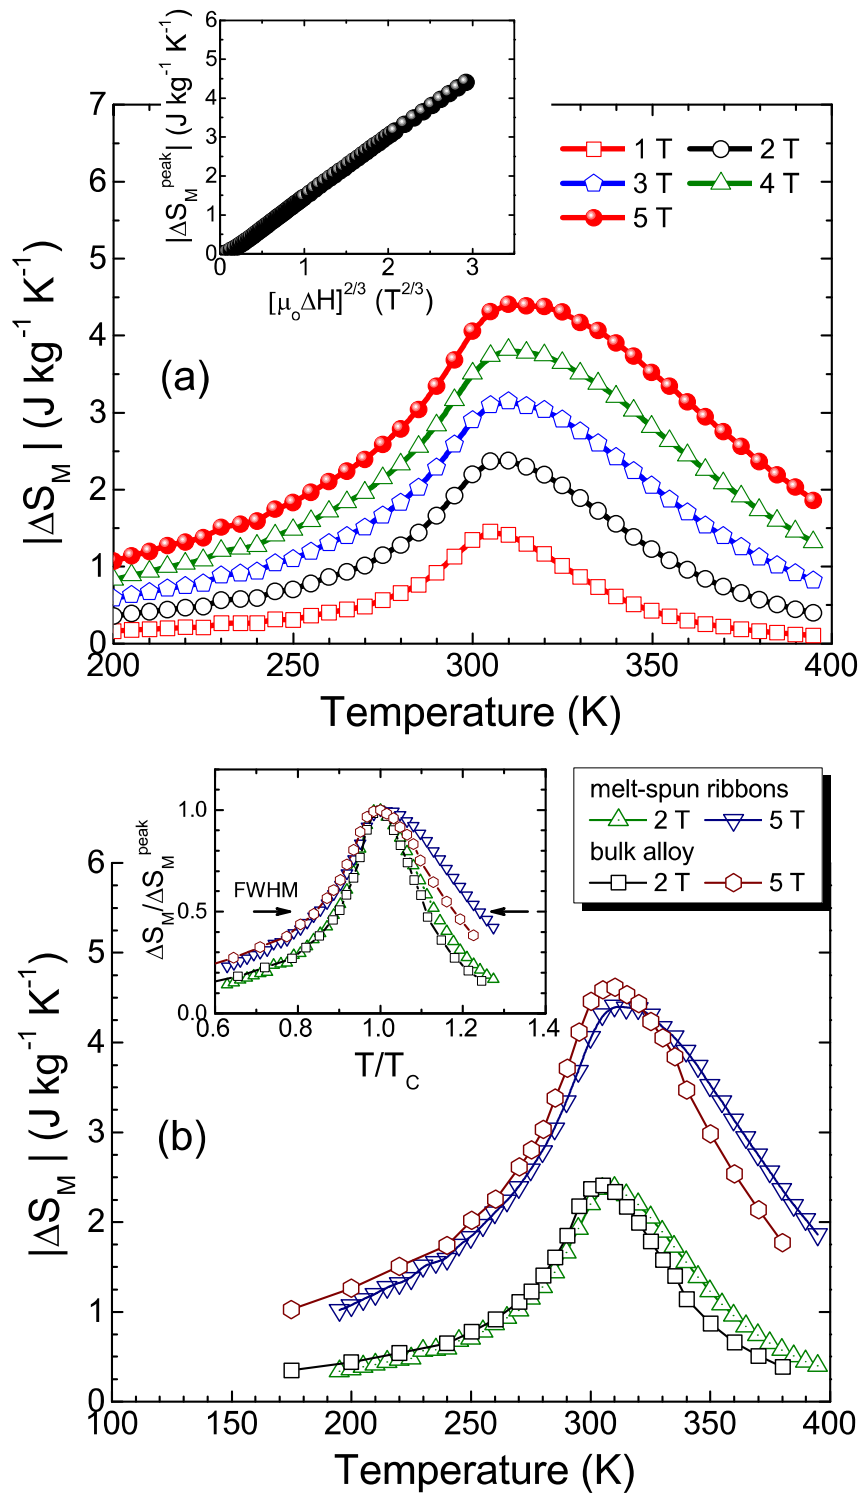 6
5
4
3
2
1
0
|ΔS_M^peak| (J kg⁻¹ K⁻¹)
0 1 2 3
[μ_oΔH]^2/3 (T^2/3)
7
6
5
4
3
2
1
0
|ΔS_M| (J kg⁻¹ K⁻¹)
1 T 2 T
3 T 4 T
5 T
(a)
200 250 300 350 400
Temperature (K)
1.0
0.5
0.0
ΔS_M/ΔS_M^peak
FWHM
0.6 0.8 1.0 1.2 1.4
T/T_C
melt-spun ribbons
2 T 5 T
bulk alloy
2 T 5 T
6
5
4
3
2
1
0
|ΔS_M| (J kg⁻¹ K⁻¹)
(b)
100 150 200 250 300 350 400
Temperature (K)